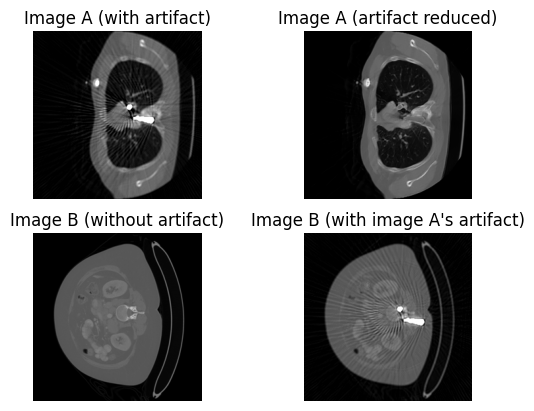 Image A (with artifact)
Image A (artifact reduced)
Image B (without artifact)
Image B (with image A's artifact)